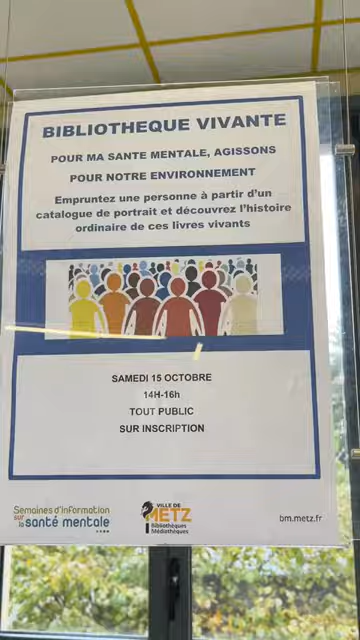 BIBLIOTHEQUE VIVANTE
POUR MA SANTE MENTALE, AGISSONS
POUR NOTRE ENVIRONNEMENT
Empruntez une personne à partir d'un
catalogue de portrait et découvrez l'histoire
ordinaire de ces livres vivants
SAMEDI 15 OCTOBRE
14H-16h
TOUT PUBLIC
SUR INSCRIPTION
Semaines d'information
sur la santé mentale
VILLE DE
METZ
Bibliothèques
Médiathèques
bm.metz.fr